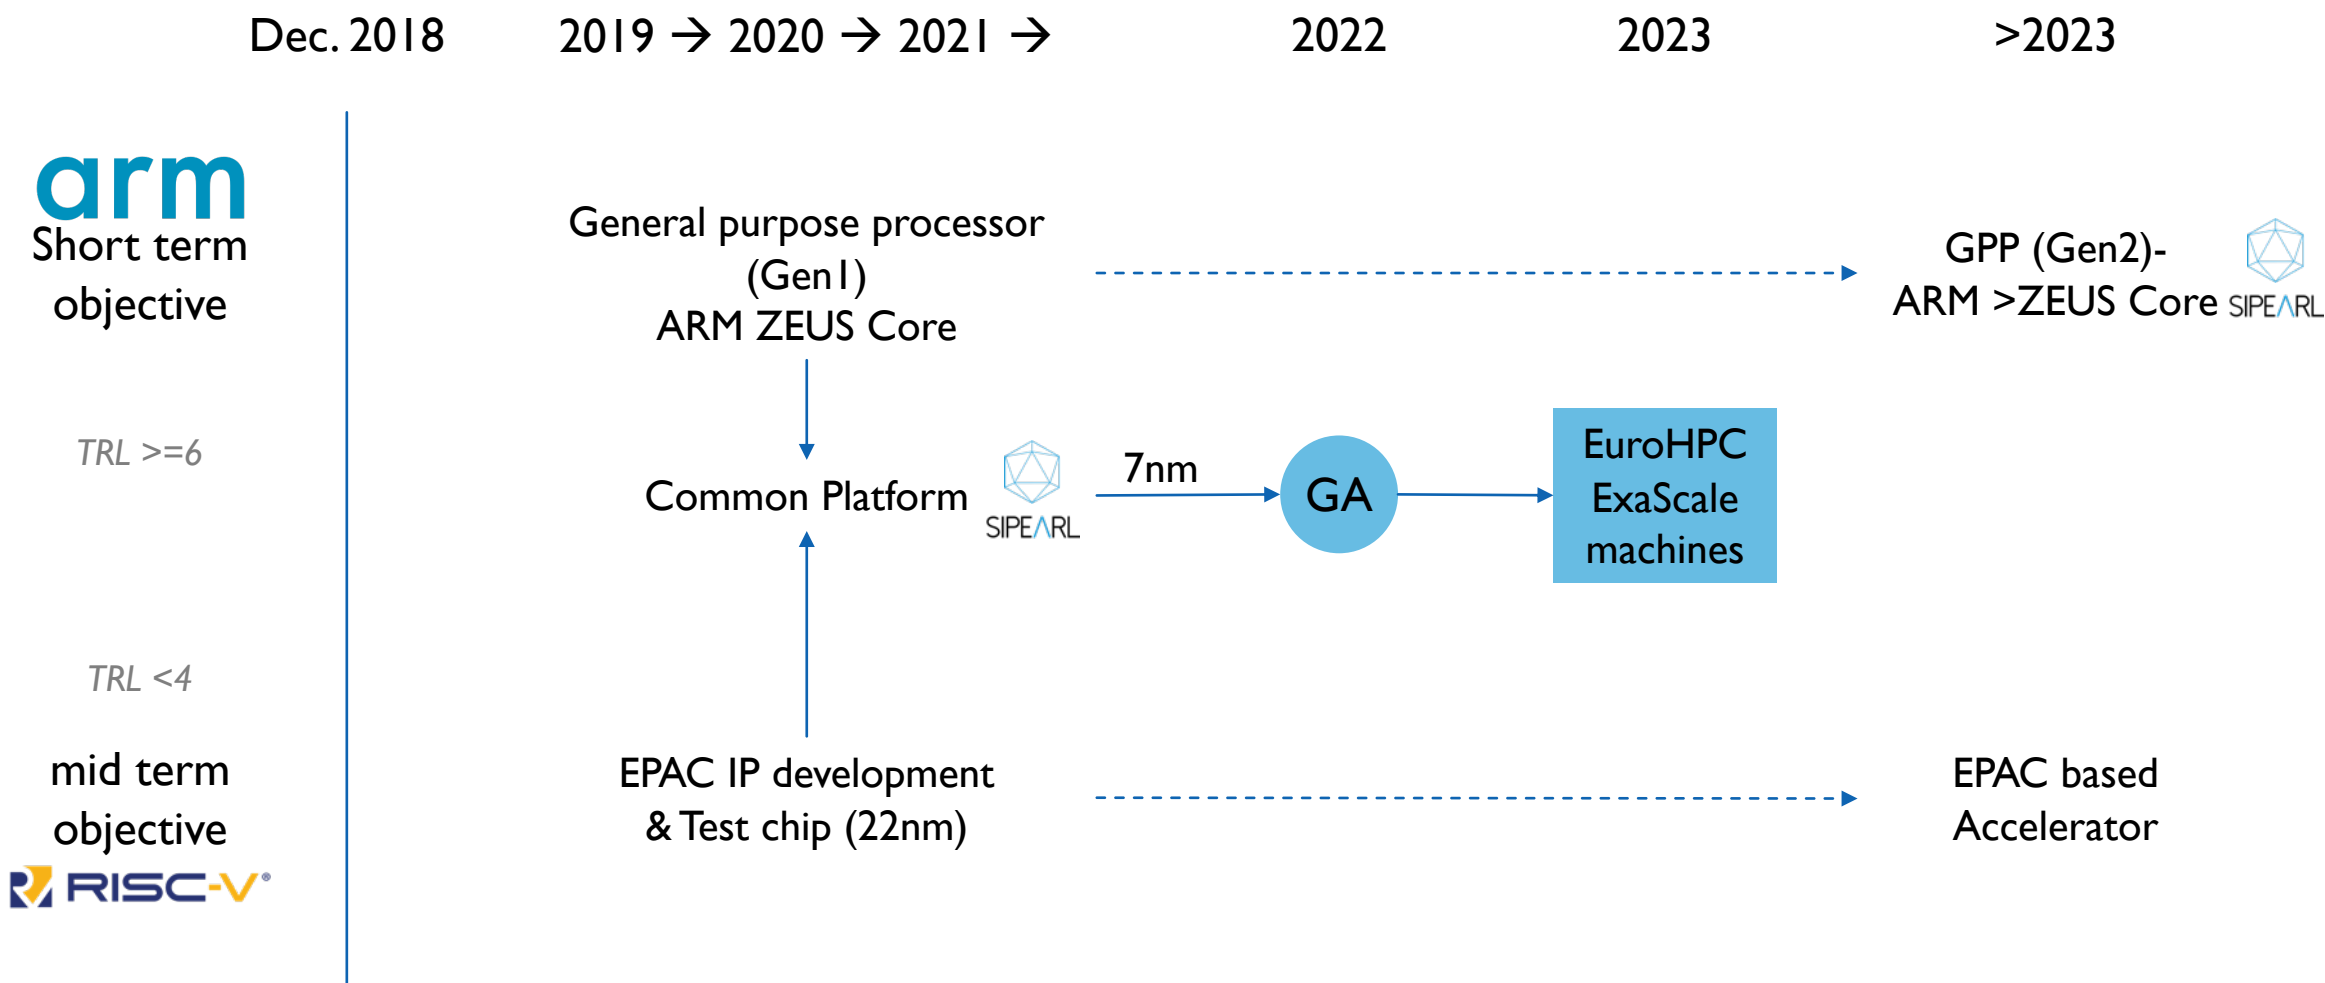 Dec. 2018 2019 → 2020 → 2021 → 2022 2023 >2023
arm
Short term
objective
General purpose processor
(Gen1)
ARM ZEUS Core
GPP (Gen2)-
ARM >ZEUS Core
SIPEARL
TRL >=6
Common Platform
SIPEARL
7nm
GA
EuroHPC
ExaScale
machines
TRL <4
mid term
objective
RISC-V®
EPAC IP development
& Test chip (22nm)
EPAC based
Accelerator